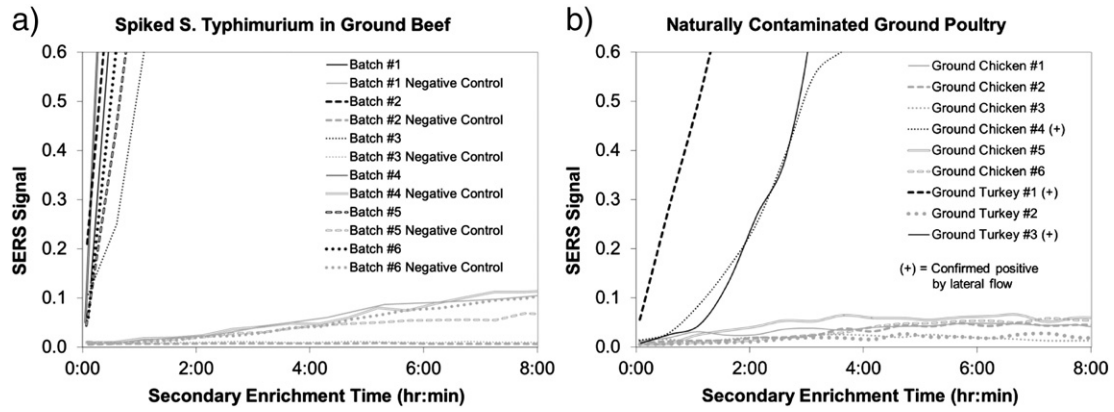 a)
Spiked S. Typhimurium in Ground Beef
0.6
0.5
0.4
0.3
0.2
0.1
0.0
SERS Signal
0:00 2:00 4:00 6:00 8:00
Secondary Enrichment Time (hr:min)
Batch #1
Batch #1 Negative Control
Batch #2
Batch #2 Negative Control
Batch #3
Batch #3 Negative Control
Batch #4
Batch #4 Negative Control
Batch #5
Batch #5 Negative Control
Batch #6
Batch #6 Negative Control
b)
Naturally Contaminated Ground Poultry
0.6
0.5
0.4
0.3
0.2
0.1
0.0
SERS Signal
0:00 2:00 4:00 6:00 8:00
Secondary Enrichment Time (hr:min)
Ground Chicken #1
Ground Chicken #2
Ground Chicken #3
Ground Chicken #4 (+)
Ground Chicken #5
Ground Chicken #6
Ground Turkey #1 (+)
Ground Turkey #2
Ground Turkey #3 (+)
(+) = Confirmed positive
by lateral flow